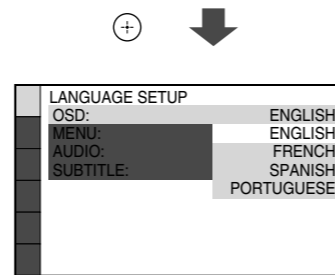 LANGUAGE SETUP
OSD: ENGLISH
MENU: ENGLISH
AUDIO: FRENCH
SUBTITLE: SPANISH
PORTUGUESE